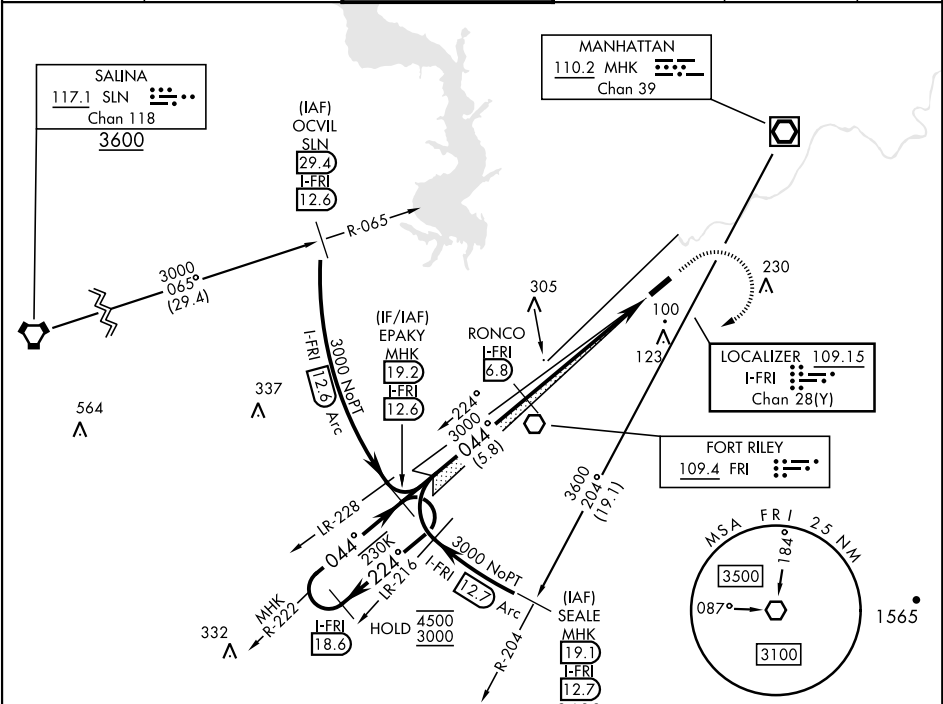 SALINA
117.1 SLN
Chan 118
3600
MANHATTAN
110.2 MHK
Chan 39
(IAF)
OCVIL
SLN
29.4
I-FRI
12.6
R-065
3000
065°
(29.4)
3000 NoPT
I-FRI 12.6 Arc
(IF/IAF)
EPAKY
MHK
19.2
I-FRI
12.6
RONCO
I-FRI
6.8
305
230
100
123
337
564
332
LOCALIZER 109.15
I-FRI
Chan 28(Y)
FORT RILEY
109.4 FRI
224°
3000
044°
(5.8)
3600
204°
(19.1)
LR-228
044°
230K
224°
LR-216
3000 NoPT
I-FRI 12.7 Arc
MHK
R-222
I-FRI
18.6
HOLD 4500
3000
R-204
(IAF)
SEALE
MHK
19.1
I-FRI
12.7
MSA FRI 25 NM
184°
3500
087°
3100
1565